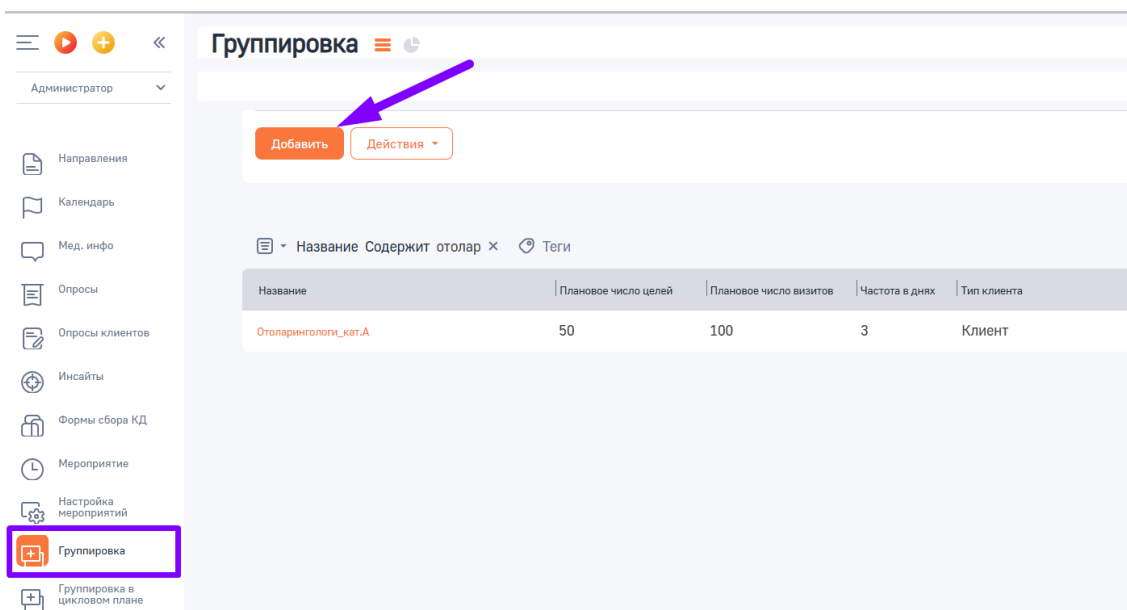 Группировка
Администратор
Добавить
Действия
Направления
Календарь
Мед. инфо
Название Содержит отолар × Теги
Опросы
Название Плановое число целей Плановое число визитов Частота в днях Тип клиента
Опросы клиентов
Отоларингологи_кат.А 50 100 3 Клиент
Инсайты
Формы сбора КД
Мероприятие
Настройка
мероприятий
Группировка
Группировка в
цикловом плане